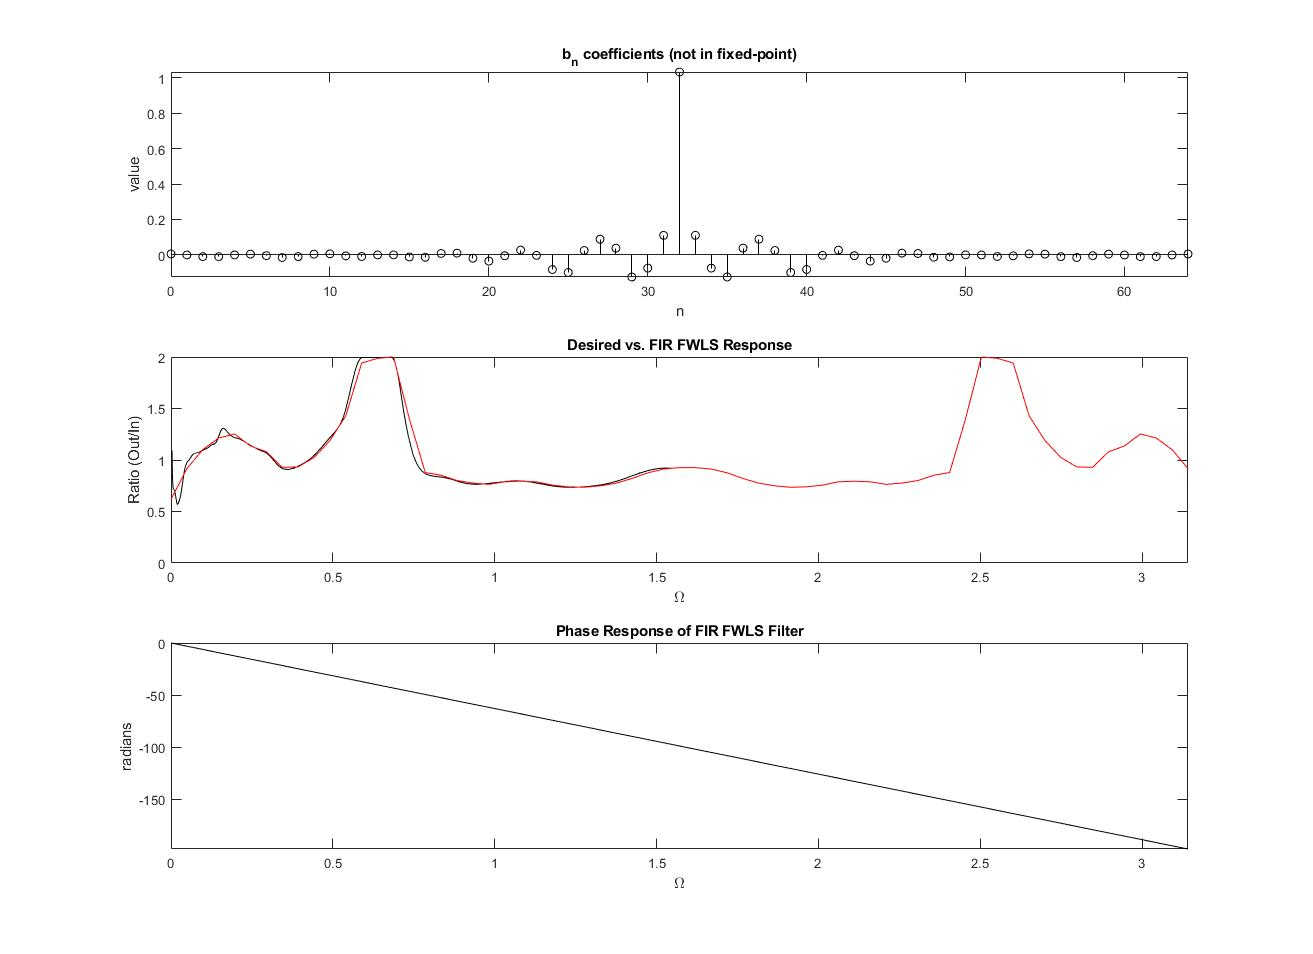 bn coefficients (not in fixed-point)
1
0.8
0.6
0.4
0.2
0
value
0 10 20 30 40 50 60
n
Desired vs. FIR FWLS Response
2
1.5
1
0.5
0
Ratio (Out/In)
0 0.5 1 1.5 2 2.5 3
Ω
Phase Response of FIR FWLS Filter
0
-50
-100
-150
radians
0 0.5 1 1.5 2 2.5 3
Ω